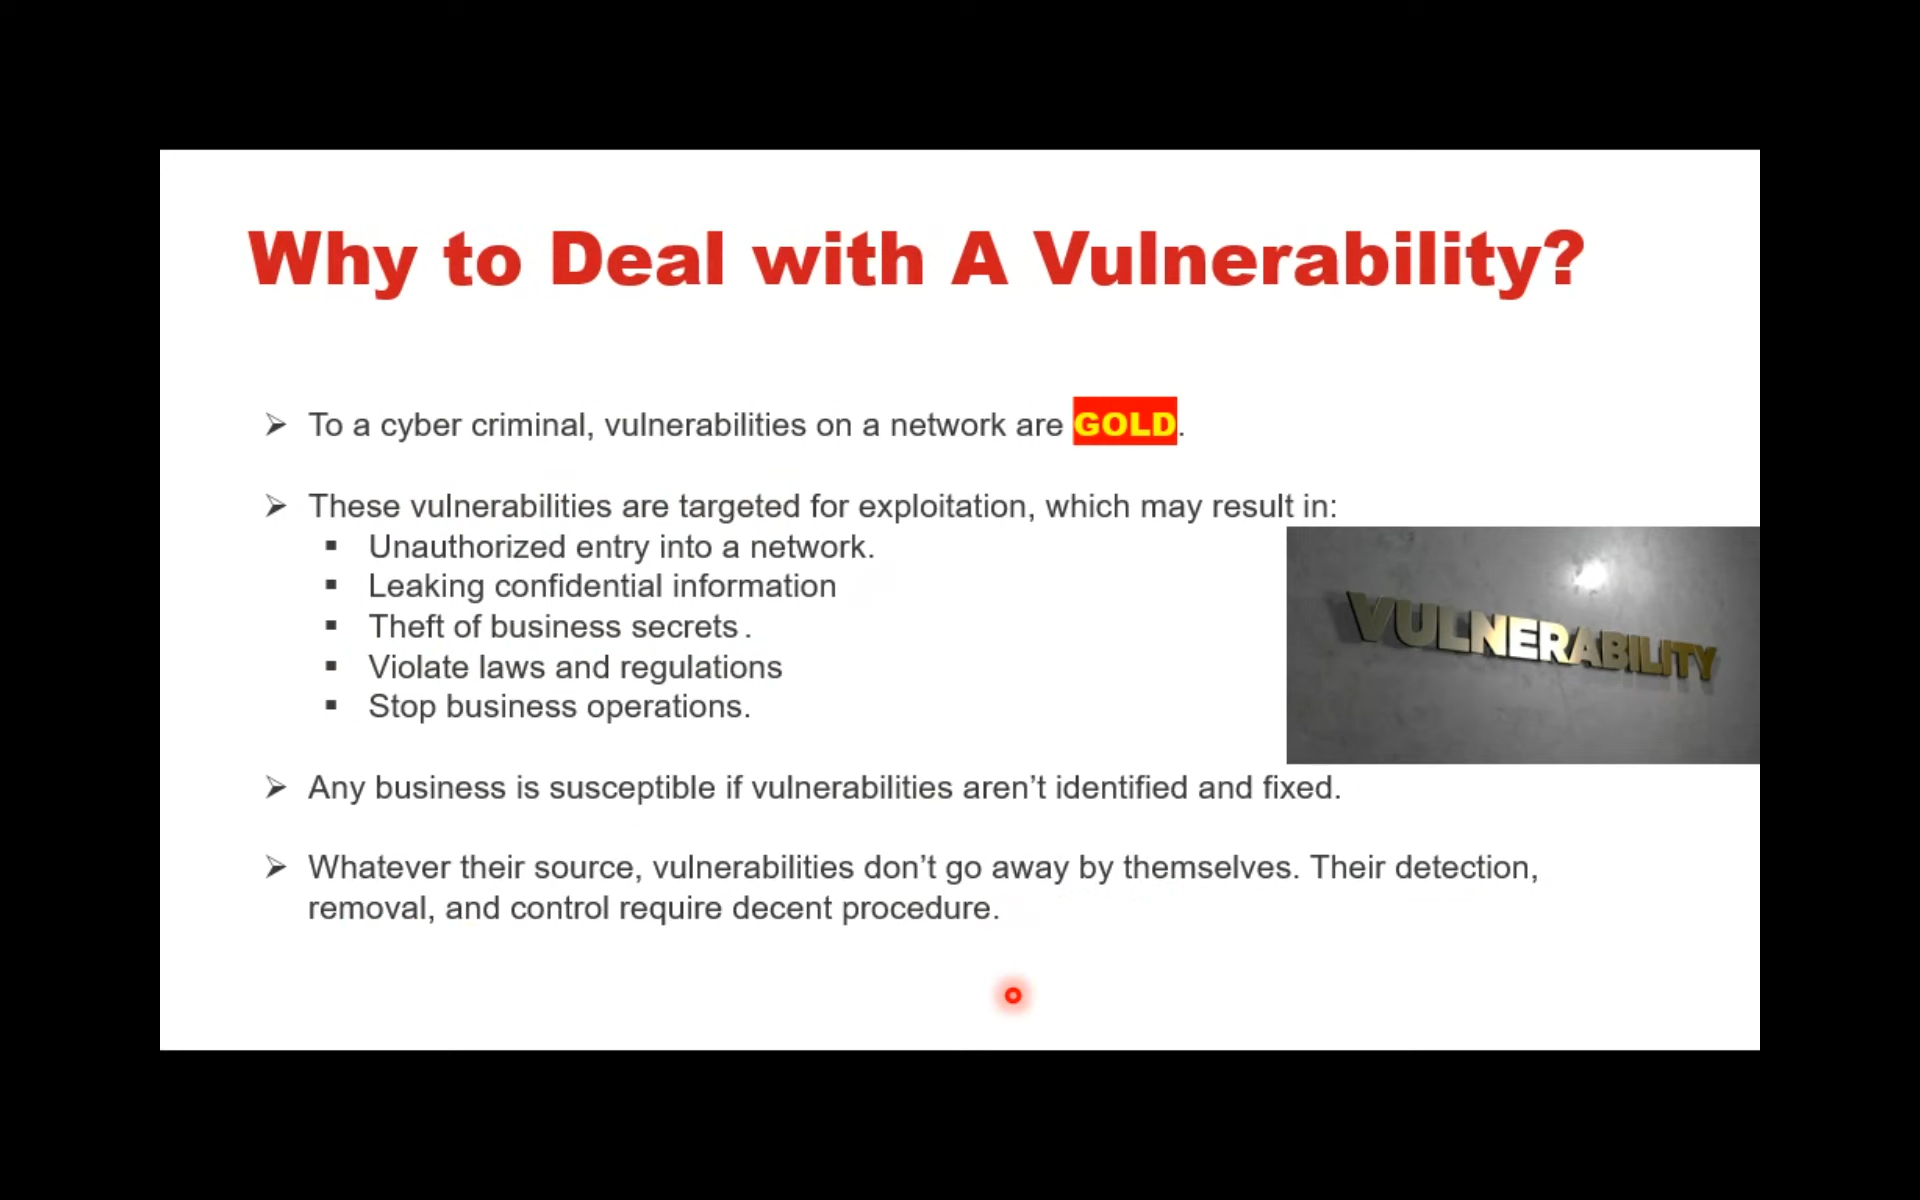 Why to Deal with A Vulnerability?
➢ To a cyber criminal, vulnerabilities on a network are GOLD.
➢ These vulnerabilities are targeted for exploitation, which may result in:
▪ Unauthorized entry into a network.
▪ Leaking confidential information
▪ Theft of business secrets .
▪ Violate laws and regulations
▪ Stop business operations.
VULNERABILITY
➢ Any business is susceptible if vulnerabilities aren’t identified and fixed.
➢ Whatever their source, vulnerabilities don’t go away by themselves. Their detection,
removal, and control require decent procedure.